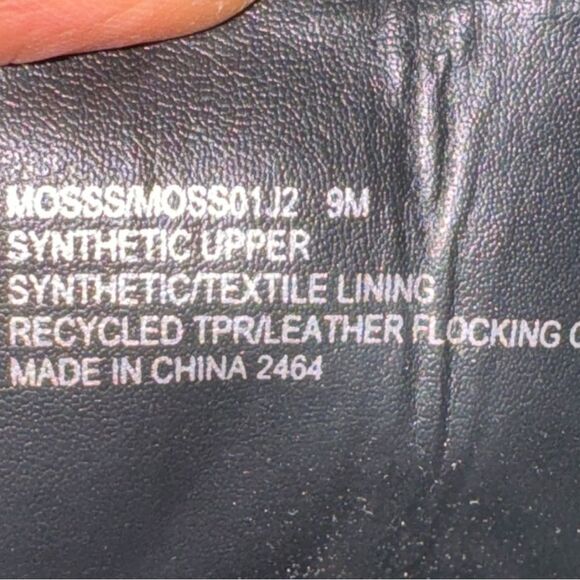 MOSSS/MOSS01J2 9M
SYNTHETIC UPPER
SYNTHETIC/TEXTILE LINING
RECYCLED TPR/LEATHER FLOCKING
MADE IN CHINA 2464